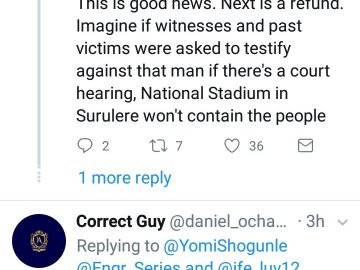 This is good news. Next is a refund.
Imagine if witnesses and past
victims were asked to testify
against that man if there's a court
hearing, National Stadium in
Surulere won't contain the people
2 7 36
1 more reply
Correct Guy @daniel_ocha... · 3h
Replying to @YomiShogunle
@Engr_Series and @ife_luv12